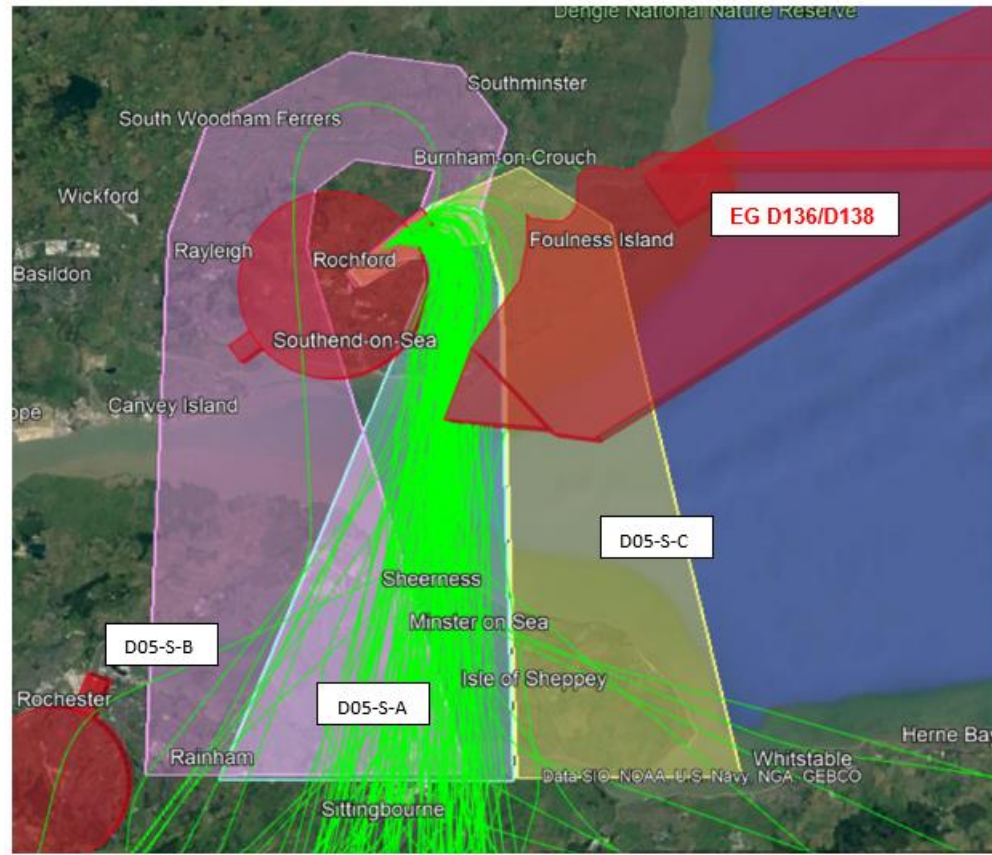 Dengie National Nature Reserve
Southminster
South Woodham Ferrers
Burnham-on-Crouch
Wickford
EG D136/D138
Foulness Island
Rayleigh
Rochford
Basildon
Southend-on-Sea
Canvey Island
ope
D05-S-C
Sheerness
Minster on Sea
D05-S-B
Isle of Sheppey
Rochester
D05-S-A
Herne Bay
Rainham
Whitstable
Data SIO, NOAA, U.S. Navy, NGA, GEBCO
Sittingbourne